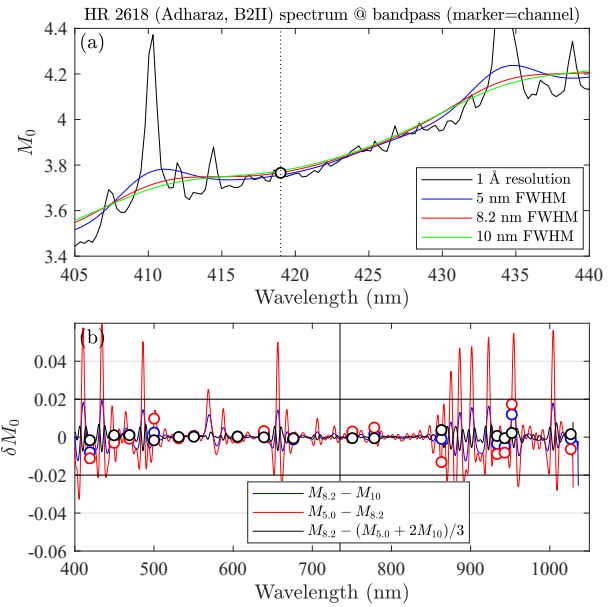 HR 2618 (Adharaz, B2II) spectrum @ bandpass (marker=channel)
(a)
4.4
4.2
4
3.8
3.6
3.4
M₀
1 Å resolution
5 nm FWHM
8.2 nm FWHM
10 nm FWHM
405 410 415 420 425 430 435 440
Wavelength (nm)
(b)
0.04
0.02
0
-0.02
-0.04
-0.06
δM₀
M₈.₂ − M₁₀
M₅.₀ − M₈.₂
M₈.₂ − (M₅.₀ + 2M₁₀)/3
400 500 600 700 800 900 1000
Wavelength (nm)